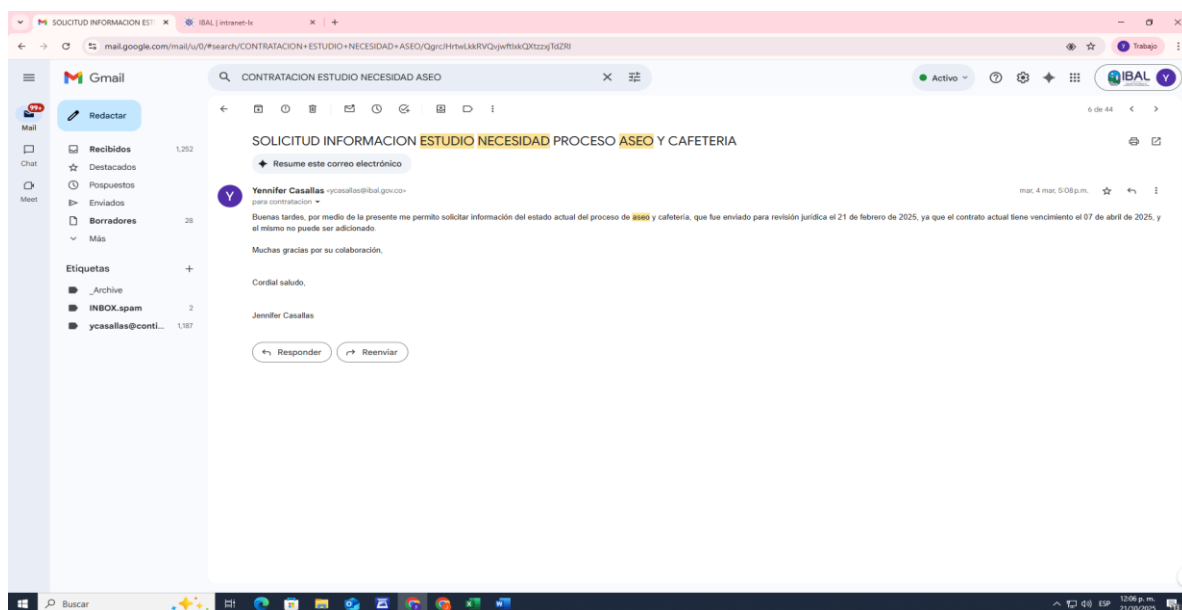 SOLICITUD INFORMACION EST
IBAL | intranet-lx
mail.google.com/mail/u/0/#search/CONTRATACION+ESTUDIO+NECESIDAD+ASEO/
Trabajo
Gmail
CONTRATACION ESTUDIO NECESIDAD ASEO
Activo
IBAL
Y
99+
Mail
Chat
Meet
Redactar
Recibidos 1,252
Destacados
Pospuestos
Enviados
Borradores 28
Más
Etiquetas
_Archive
INBOX.spam 2
ycasallas@conti... 1,187
6 de 44
SOLICITUD INFORMACION ESTUDIO NECESIDAD PROCESO ASEO Y CAFETERIA
Resume este correo electrónico
Y
Yennifer Casallas <ycasallas@ibal.gov.co>
mar, 4 mar, 5:08 p.m.
para contratacion
Buenas tardes, por medio de la presente me permito solicitar información del estado actual del proceso de aseo y cafetería, que fue enviado para revisión jurídica el 21 de febrero de 2025, ya que el contrato actual tiene vencimiento el 07 de abril de 2025, y
el mismo no puede ser adicionado.
Muchas gracias por su colaboración,
Cordial saludo,
Jennifer Casallas
Responder
Reenviar
Buscar
ESP
12:06 p. m.
21/10/2025